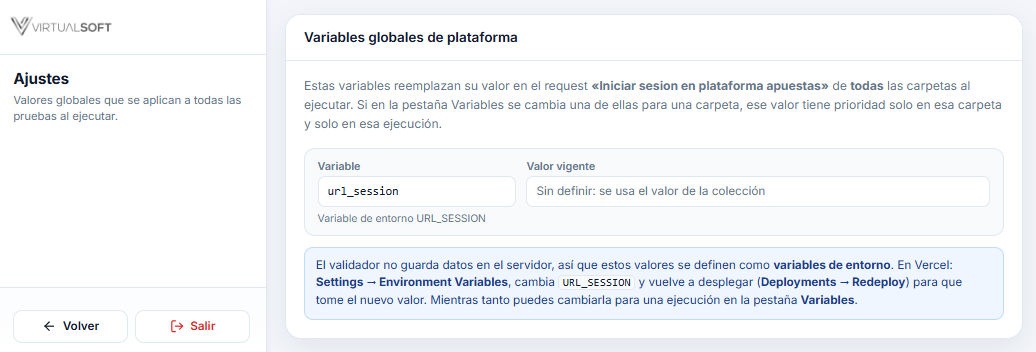 VIRTUALSOFT
Ajustes
Valores globales que se aplican a todas las
pruebas al ejecutar.
Volver
Salir
Variables globales de plataforma
Estas variables reemplazan su valor en el request «Iniciar sesion en plataforma apuestas» de todas las carpetas al
ejecutar. Si en la pestaña Variables se cambia una de ellas para una carpeta, ese valor tiene prioridad solo en esa carpeta
y solo en esa ejecución.
Variable
Valor vigente
url_session
Sin definir: se usa el valor de la colección
Variable de entorno URL_SESSION
El validador no guarda datos en el servidor, así que estos valores se definen como variables de entorno. En Vercel:
Settings → Environment Variables, cambia URL_SESSION y vuelve a desplegar (Deployments → Redeploy) para que
tome el nuevo valor. Mientras tanto puedes cambiarla para una ejecución en la pestaña Variables.